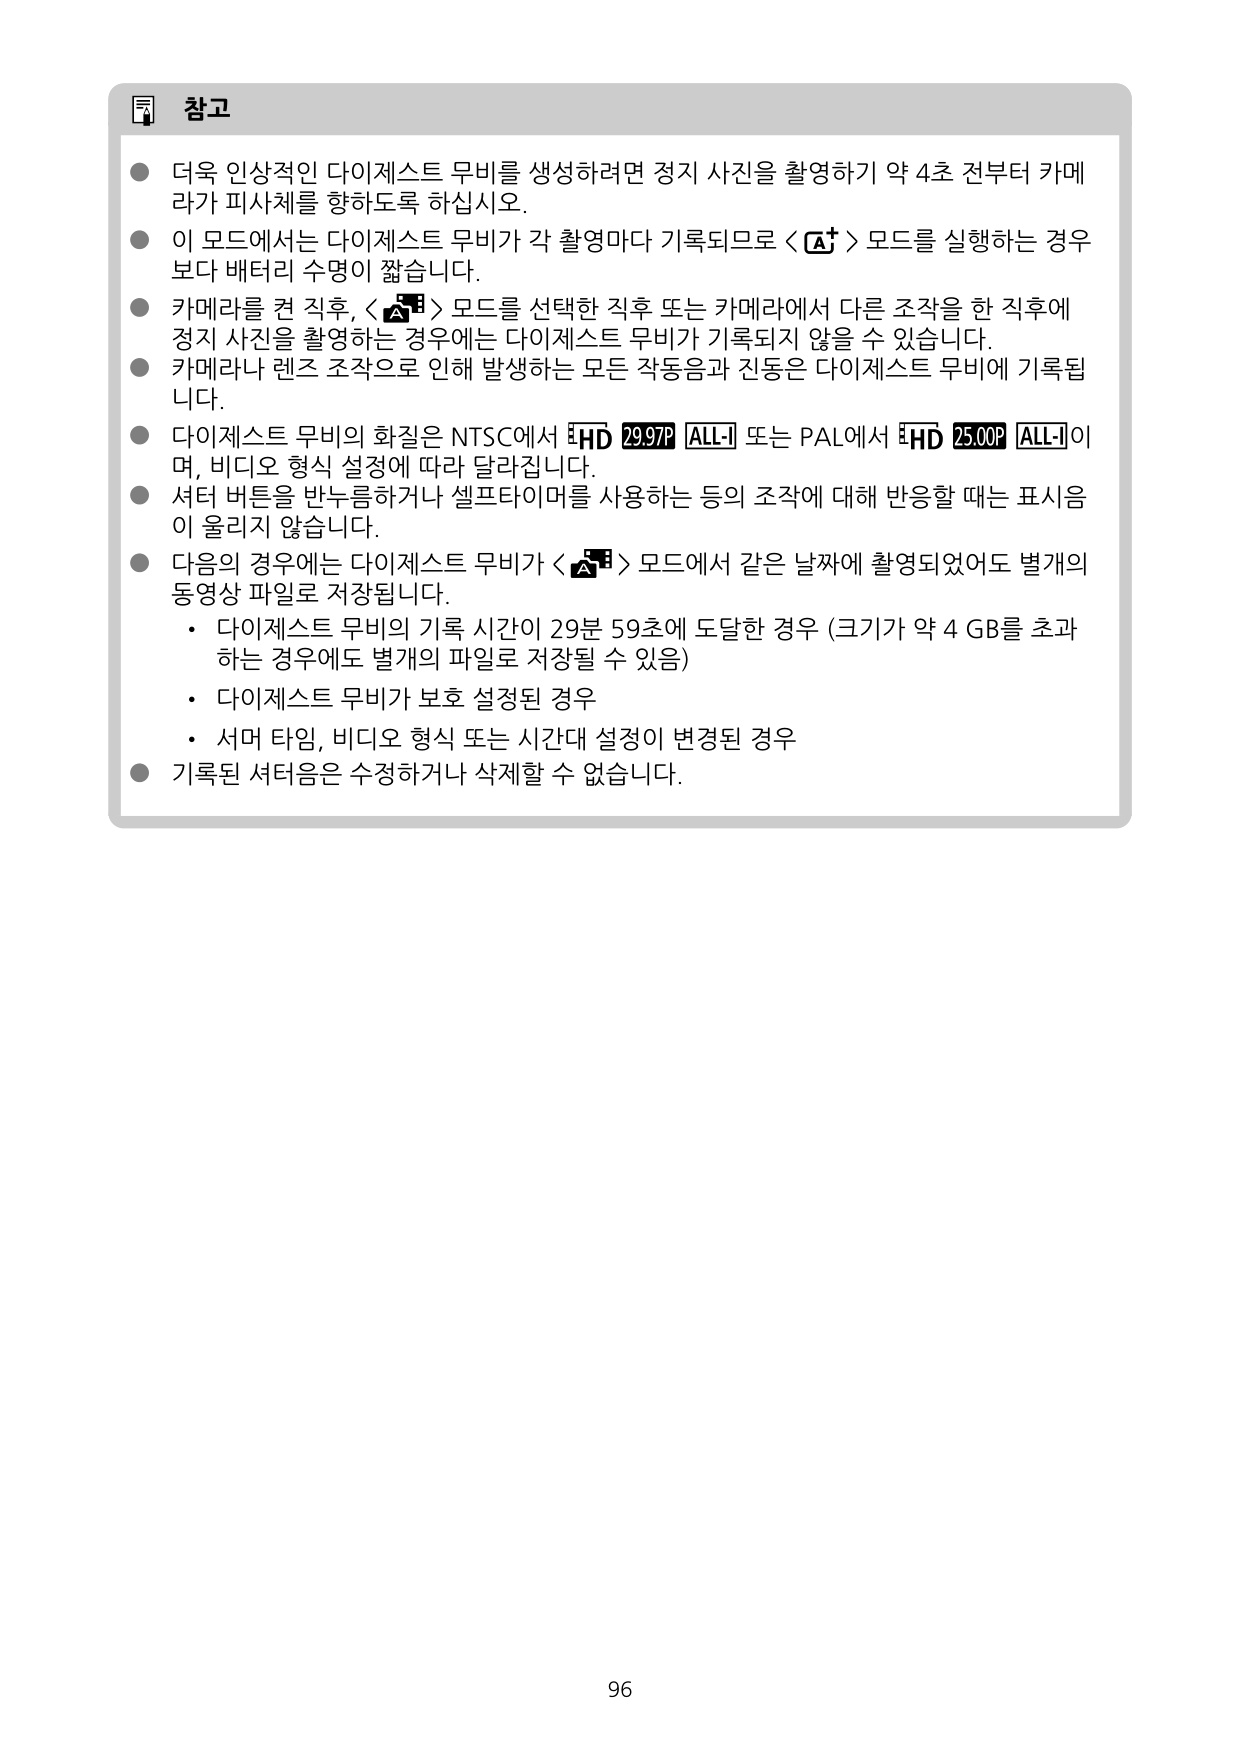 참고
● 더욱 인상적인 다이제스트 무비를 생성하려면 정지 사진을 촬영하기 약 4초 전부터 카메
라가 피사체를 향하도록 하십시오.
● 이 모드에서는 다이제스트 무비가 각 촬영마다 기록되므로 < A+ > 모드를 실행하는 경우
보다 배터리 수명이 짧습니다.
● 카메라를 켠 직후, < A > 모드를 선택한 직후 또는 카메라에서 다른 조작을 한 직후에
정지 사진을 촬영하는 경우에는 다이제스트 무비가 기록되지 않을 수 있습니다.
● 카메라나 렌즈 조작으로 인해 발생하는 모든 작동음과 진동은 다이제스트 무비에 기록됩
니다.
● 다이제스트 무비의 화질은 NTSC에서 HD 29.97P ALL-I 또는 PAL에서 HD 25.00P ALL-I이
며, 비디오 형식 설정에 따라 달라집니다.
● 셔터 버튼을 반누름하거나 셀프타이머를 사용하는 등의 조작에 대해 반응할 때는 표시음
이 울리지 않습니다.
● 다음의 경우에는 다이제스트 무비가 < A > 모드에서 같은 날짜에 촬영되었어도 별개의
동영상 파일로 저장됩니다.
• 다이제스트 무비의 기록 시간이 29분 59초에 도달한 경우 (크기가 약 4 GB를 초과
하는 경우에도 별개의 파일로 저장될 수 있음)
• 다이제스트 무비가 보호 설정된 경우
• 서머 타임, 비디오 형식 또는 시간대 설정이 변경된 경우
● 기록된 셔터음은 수정하거나 삭제할 수 없습니다.
96